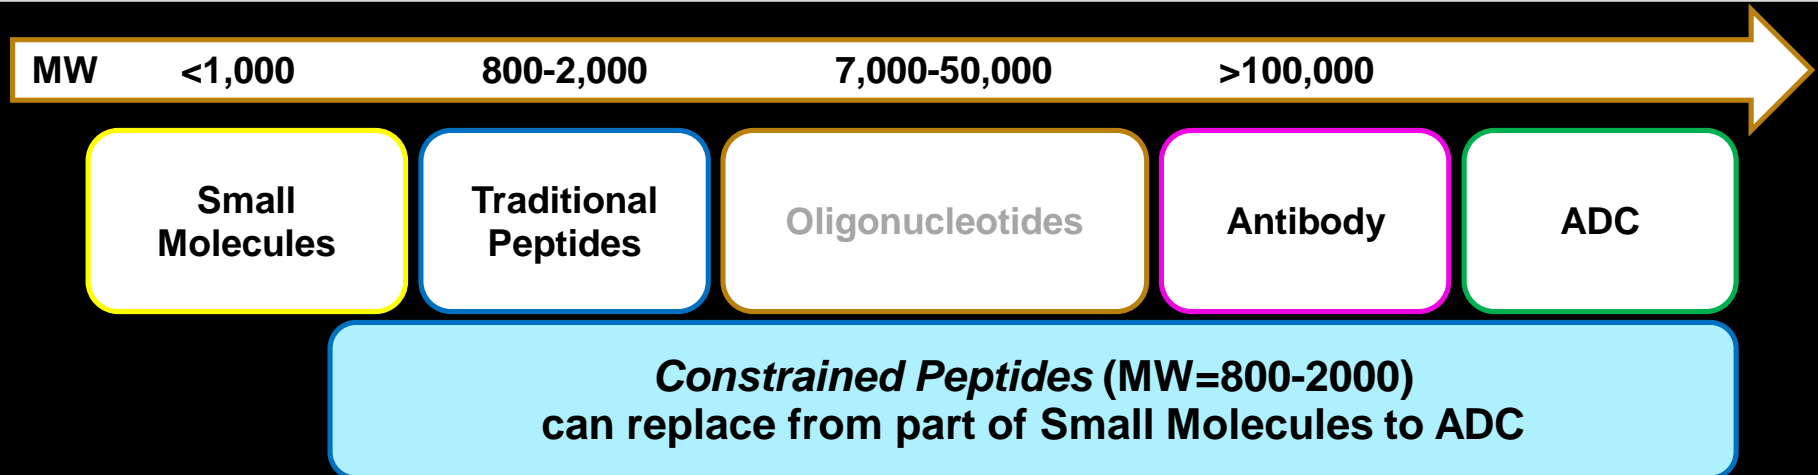 MW <1,000 800-2,000 7,000-50,000 >100,000
Small
Molecules
Traditional
Peptides
Oligonucleotides
Antibody
ADC
Constrained Peptides (MW=800-2000)
can replace from part of Small Molecules to ADC